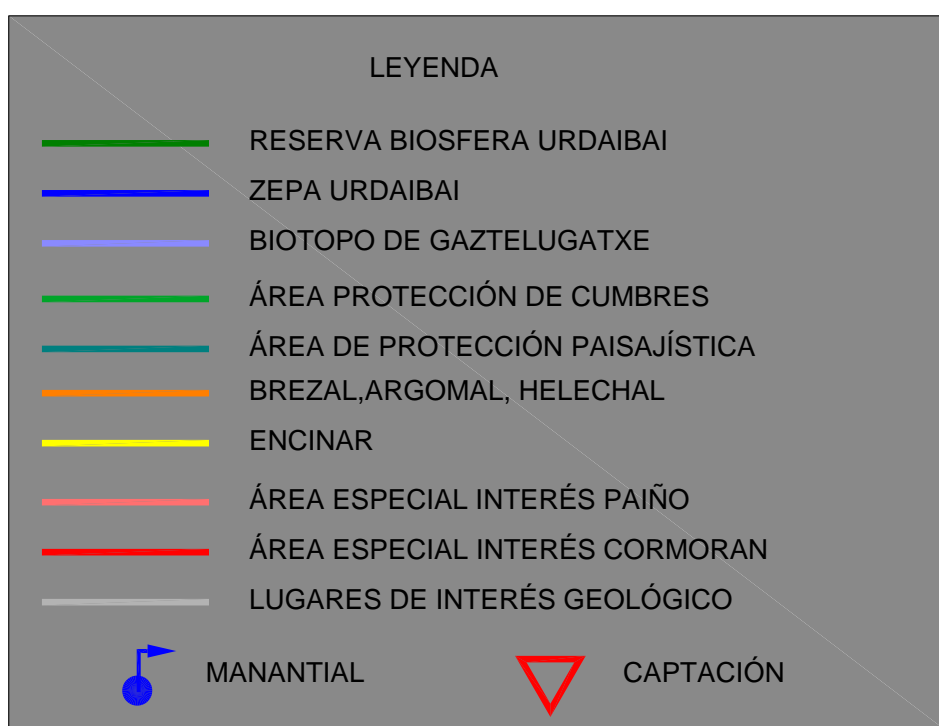 LEYENDA
RESERVA BIOSFERA URDAIBAI
ZEPA URDAIBAI
BIOTOPO DE GAZTELUGATXE
ÁREA PROTECCIÓN DE CUMBRES
ÁREA DE PROTECCIÓN PAISAJÍSTICA
BREZAL,ARGOMAL, HELECHAL
ENCINAR
ÁREA ESPECIAL INTERÉS PAIÑO
ÁREA ESPECIAL INTERÉS CORMORAN
LUGARES DE INTERÉS GEOLÓGICO
MANANTIAL CAPTACIÓN